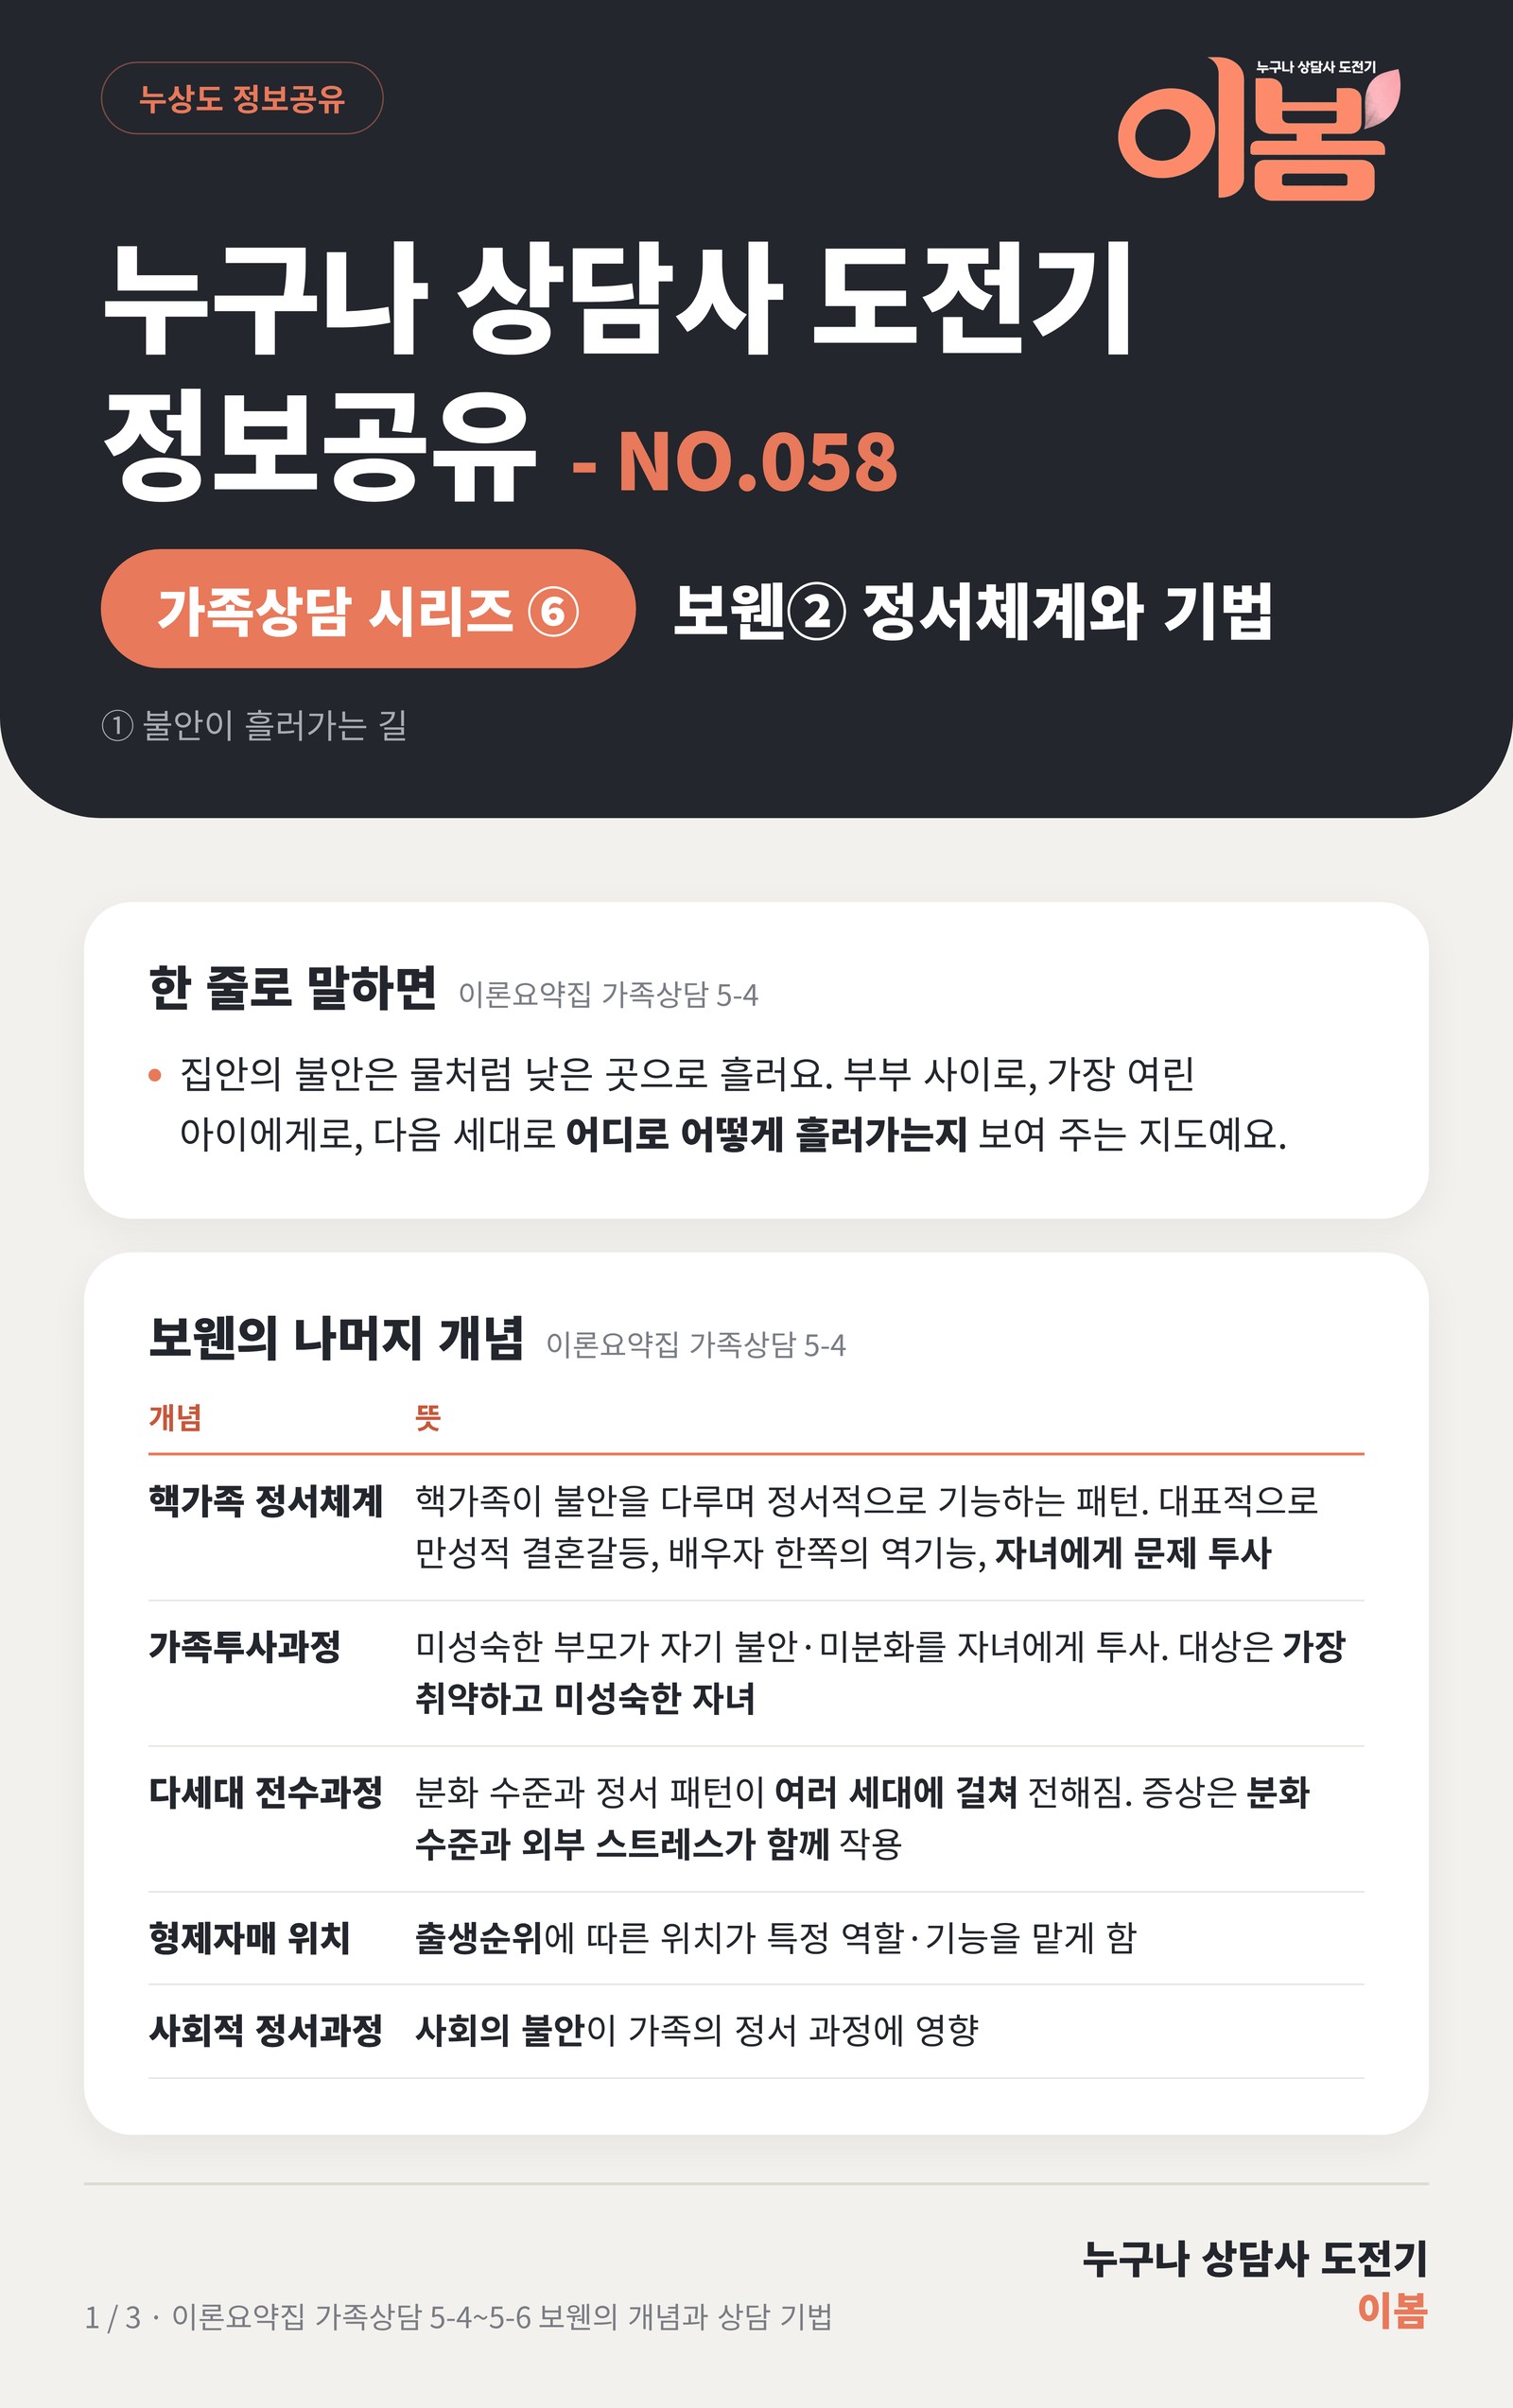 누상도 정보공유
누구나 상담사 도전기
이봄
누구나 상담사 도전기
정보공유 - NO.058
가족상담 시리즈 ⑥ 보웬② 정서체계와 기법
① 불안이 흘러가는 길
한 줄로 말하면 이론요약집 가족상담 5-4
• 집안의 불안은 물처럼 낮은 곳으로 흘러요. 부부 사이로, 가장 여린
아이에게로, 다음 세대로 어디로 어떻게 흘러가는지 보여 주는 지도예요.
보웬의 나머지 개념 이론요약집 가족상담 5-4
개념 뜻
핵가족 정서체계 핵가족이 불안을 다루며 정서적으로 기능하는 패턴. 대표적으로
만성적 결혼갈등, 배우자 한쪽의 역기능, 자녀에게 문제 투사
가족투사과정 미성숙한 부모가 자기 불안·미분화를 자녀에게 투사. 대상은 가장
취약하고 미성숙한 자녀
다세대 전수과정 분화 수준과 정서 패턴이 여러 세대에 걸쳐 전해짐. 증상은 분화
수준과 외부 스트레스가 함께 작용
형제자매 위치 출생순위에 따른 위치가 특정 역할·기능을 맡게 함
사회적 정서과정 사회의 불안이 가족의 정서 과정에 영향
누구나 상담사 도전기
1 / 3 · 이론요약집 가족상담 5-4~5-6 보웬의 개념과 상담 기법
이봄